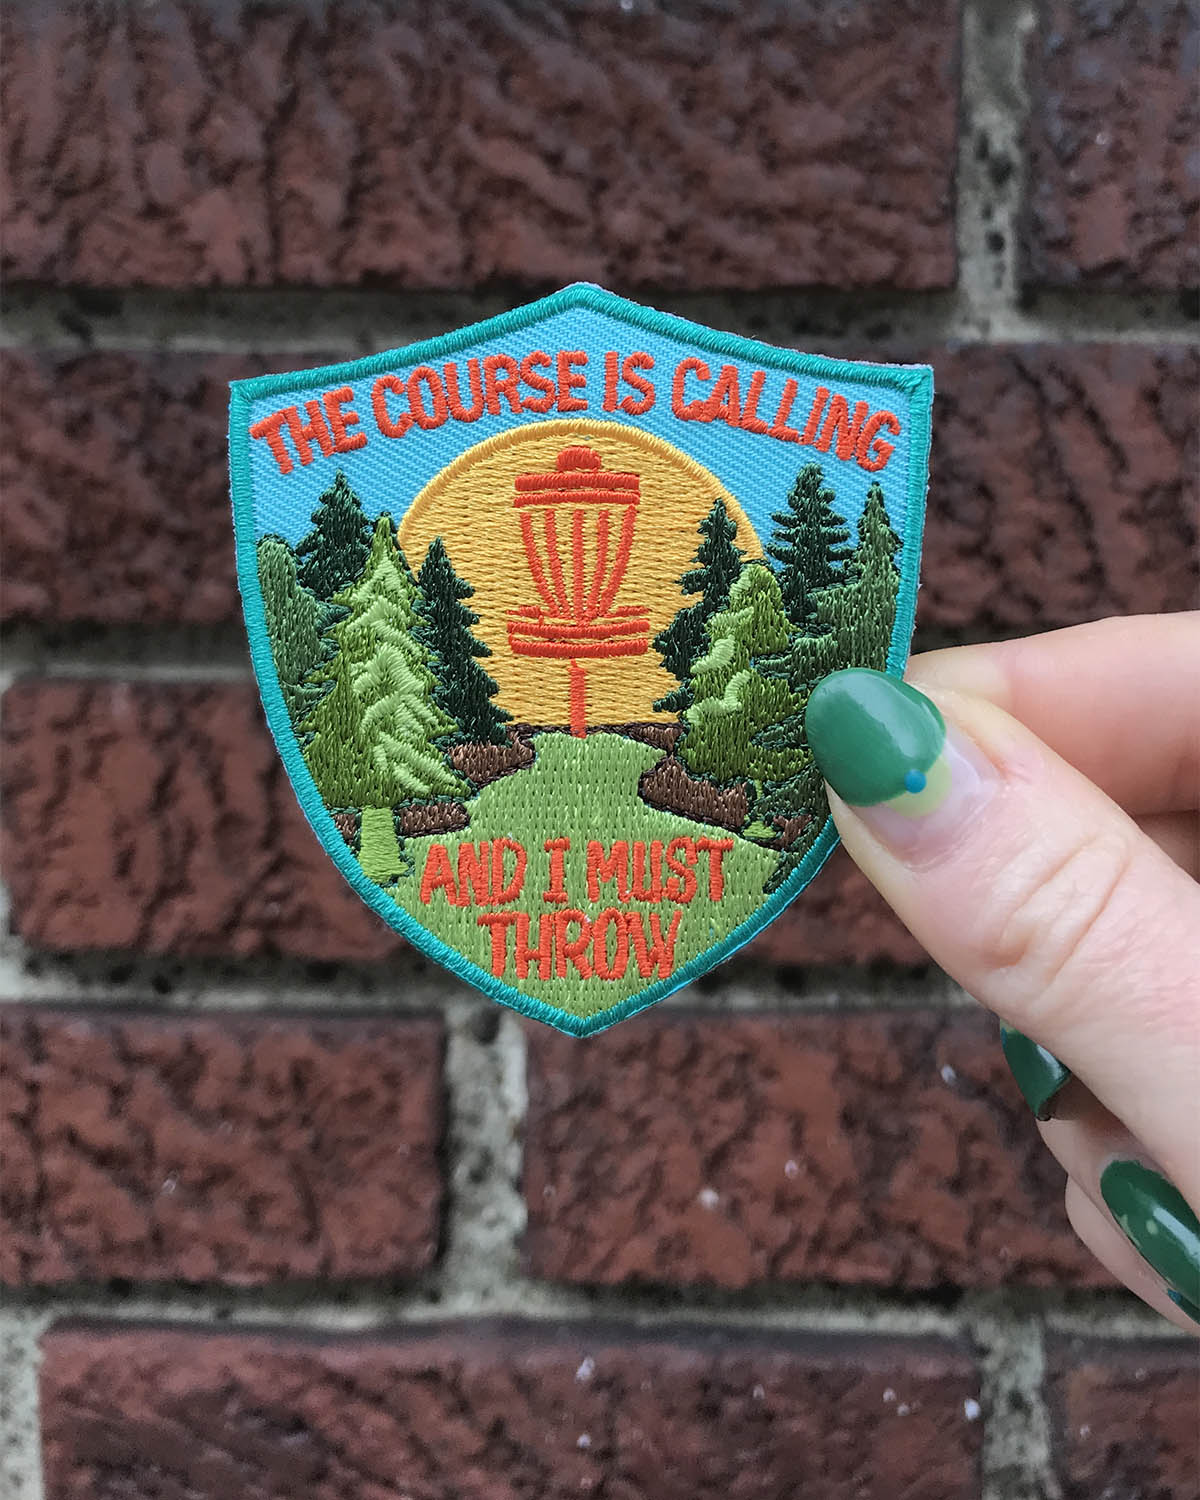 THE COURSE IS CALLING
AND I MUST
THROW